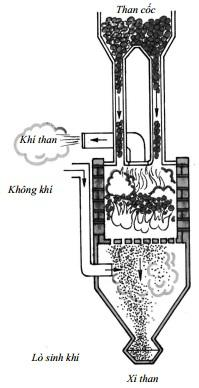 Than cốc
Khí than
Không khí
Lò sinh khí
Xỉ than